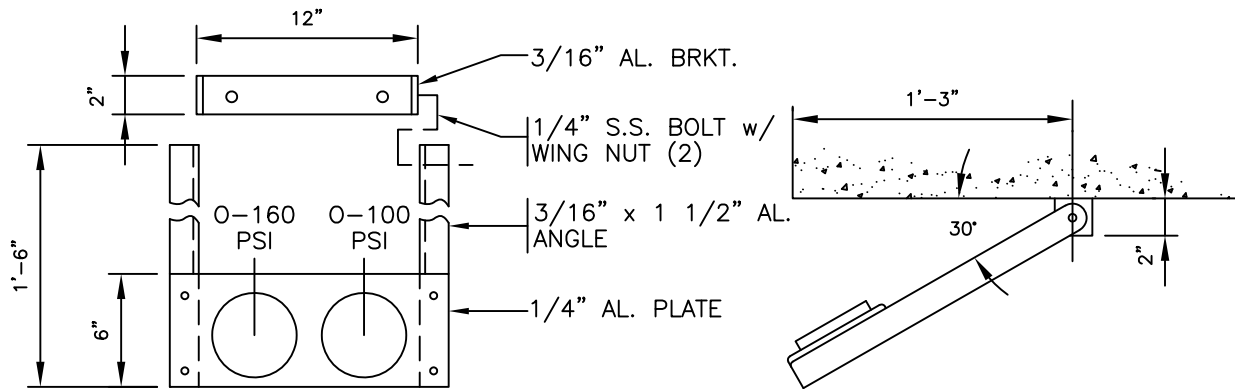 12"
3/16" AL. BRKT.
2"
1/4" S.S. BOLT w/
WING NUT (2)
1'-6"
0-160
PSI
0-100
PSI
3/16" x 1 1/2" AL.
ANGLE
6"
1/4" AL. PLATE
1'-3"
30°
2"